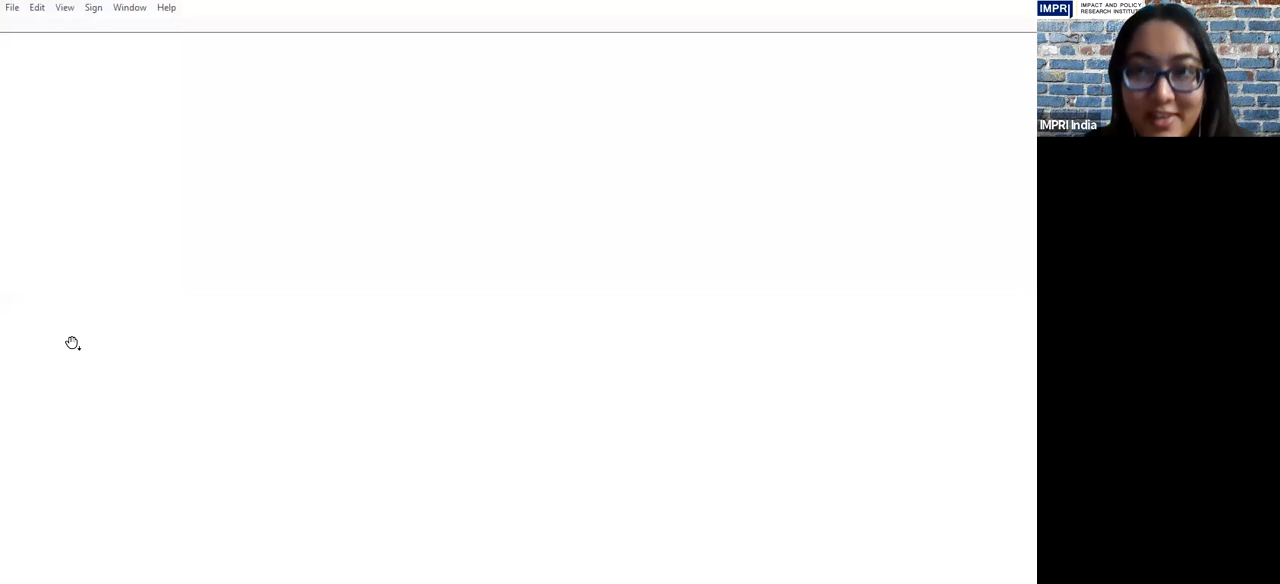 File Edit View Sign Window Help
IMPRI
IMPACT AND POLICY
RESEARCH INSTITUTE
IMPRI India